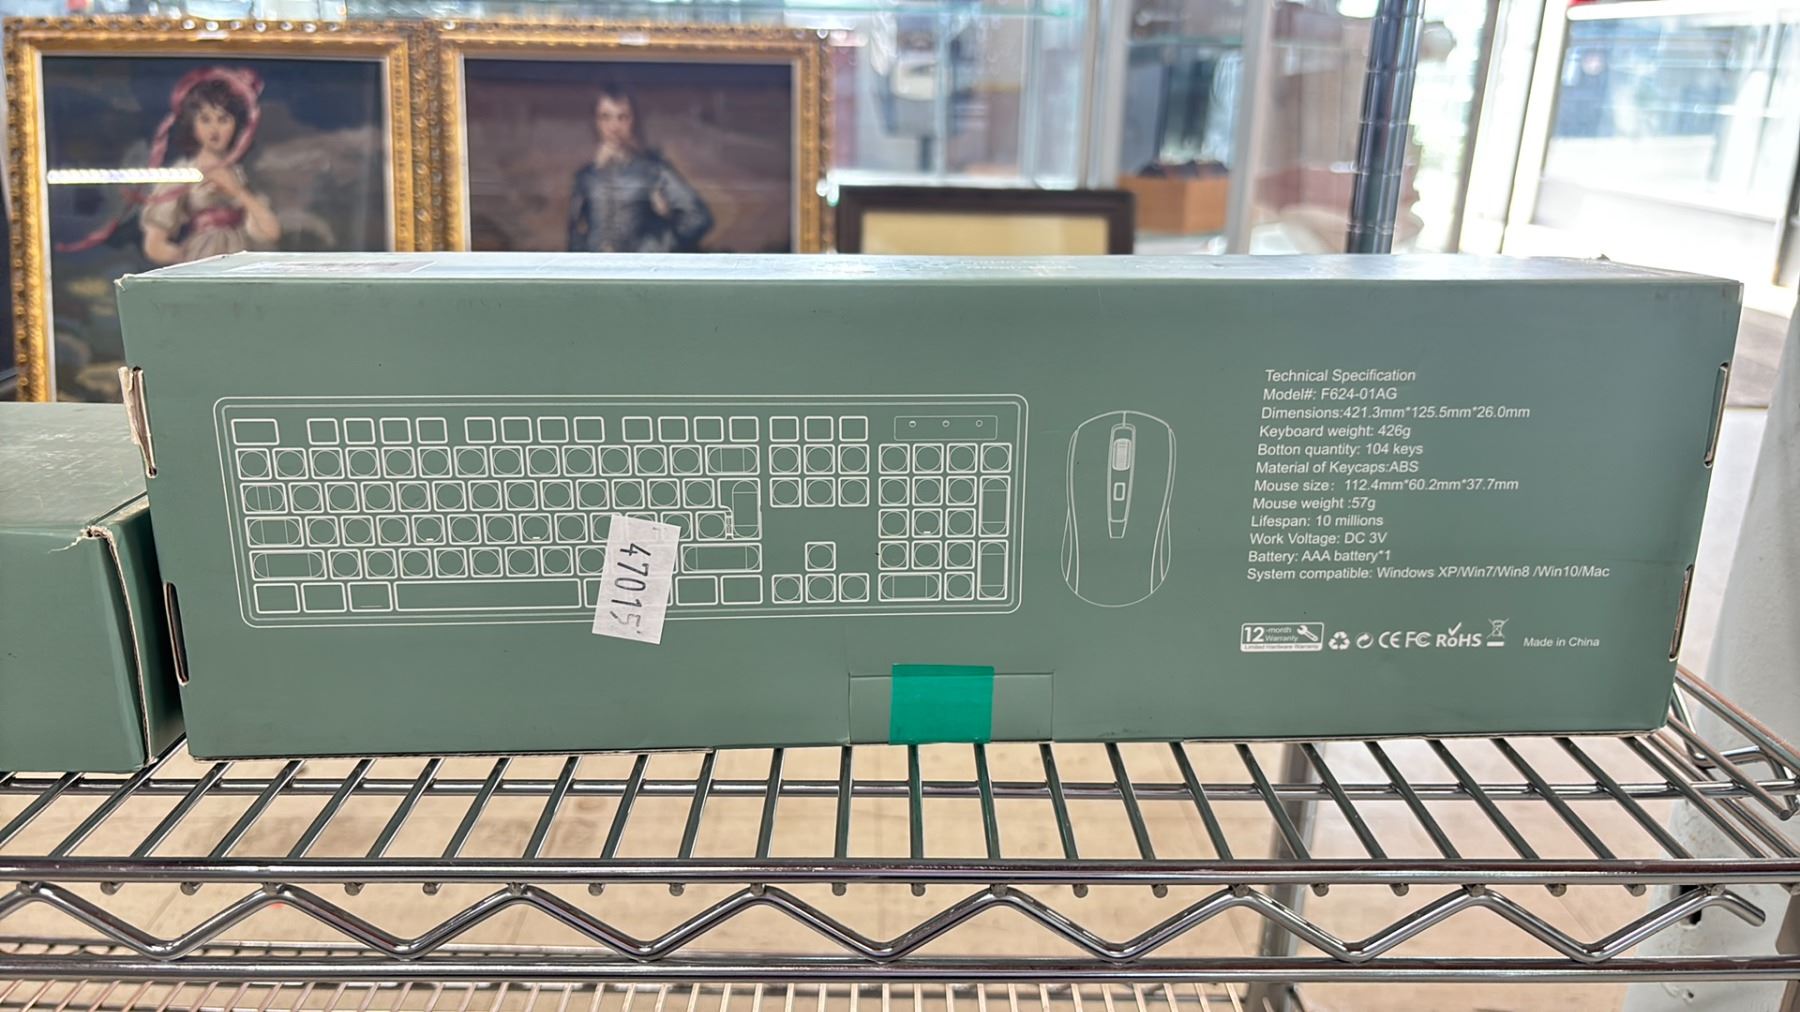 Technical Specification
Model#: F624-01AG
Dimensions:421.3mm*125.5mm*26.0mm
Keyboard weight: 426g
Botton quantity: 104 keys
Material of Keycaps:ABS
Mouse size: 112.4mm*60.2mm*37.7mm
Mouse weight :57g
Lifespan: 10 millions
Work Voltage: DC 3V
Battery: AAA battery*1
System compatible: Windows XP/Win7/Win8 /Win10/Mac
47015
12 -month
Warranty
Limited Hardware Warranty
CE FC RoHS
Made in China